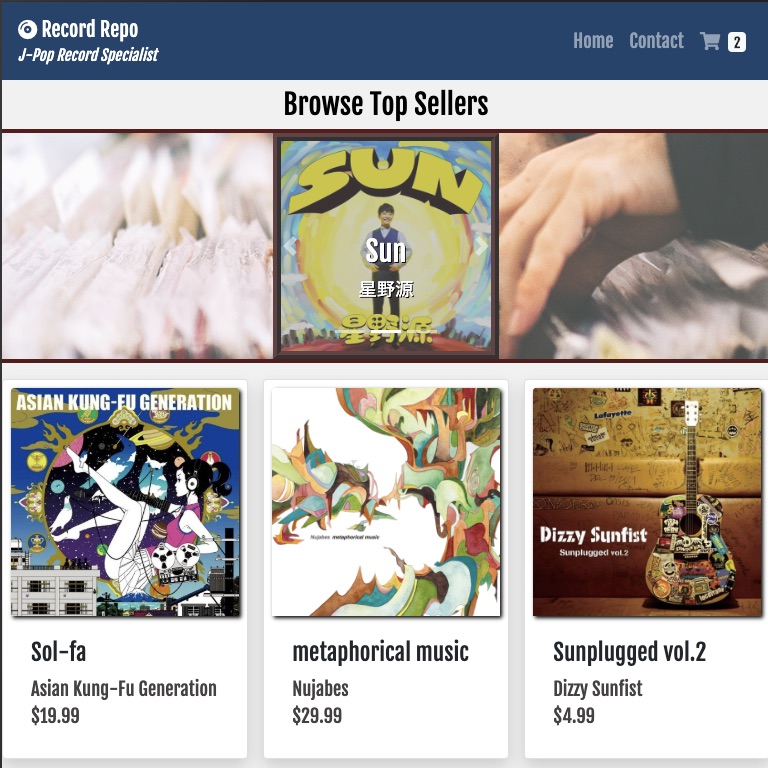 Record Repo
J-Pop Record Specialist
Home Contact 2
Browse Top Sellers
SUN
Sun
星野源
星野源
ASIAN KUNG-FU GENERATION
Nujabes metaphorical music
Lafayette
Dizzy Sunfist
Sunplugged vol.2
Sol-fa
Asian Kung-Fu Generation
$19.99
metaphorical music
Nujabes
$29.99
Sunplugged vol.2
Dizzy Sunfist
$4.99